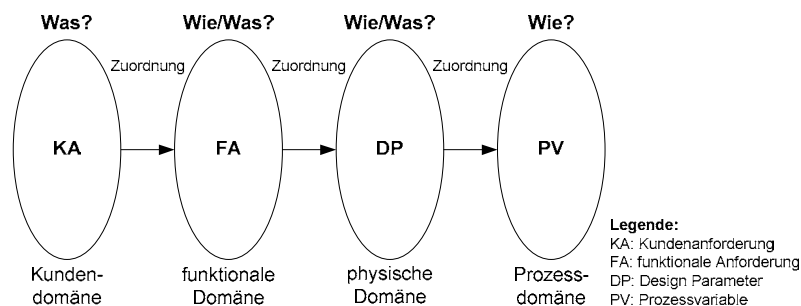 Was?
Wie/Was?
Wie/Was?
Wie?
Zuordnung
Zuordnung
Zuordnung
KA
FA
DP
PV
Kunden-
domäne
funktionale
Domäne
physische
Domäne
Prozess-
domäne
Legende:
KA: Kundenanforderung
FA: funktionale Anforderung
DP: Design Parameter
PV: Prozessvariable